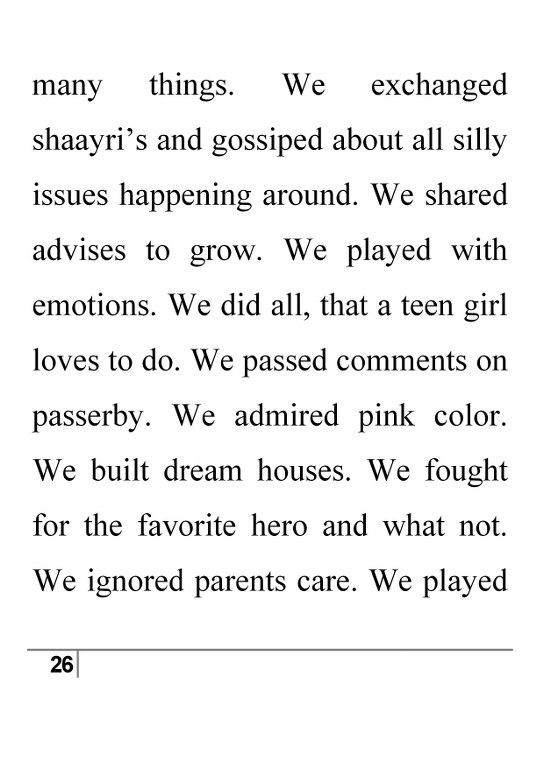 many things. We exchanged
shaayri’s and gossiped about all silly
issues happening around. We shared
advises to grow. We played with
emotions. We did all, that a teen girl
loves to do. We passed comments on
passerby. We admired pink color.
We built dream houses. We fought
for the favorite hero and what not.
We ignored parents care. We played
26